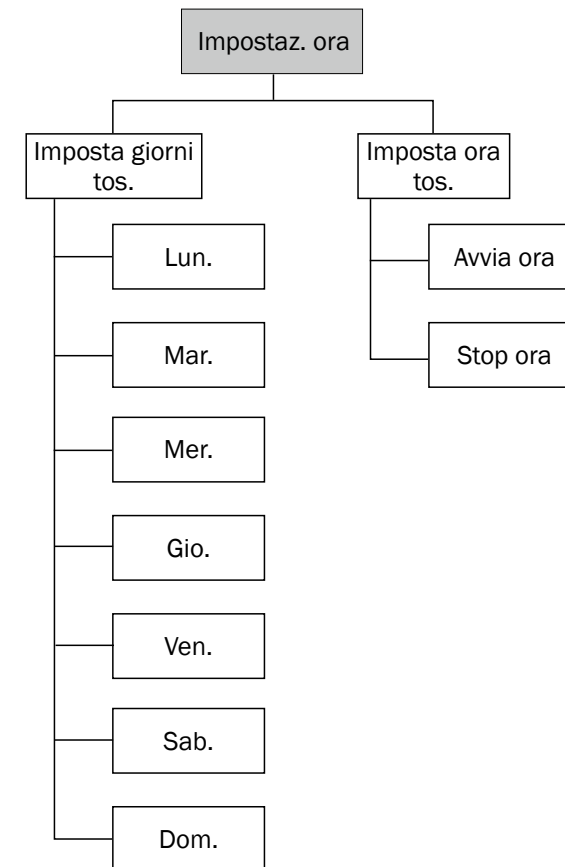 Impostaz. ora
Imposta giorni
tos.
Lun.
Mar.
Mer.
Gio.
Ven.
Sab.
Dom.
Imposta ora
tos.
Avvia ora
Stop ora